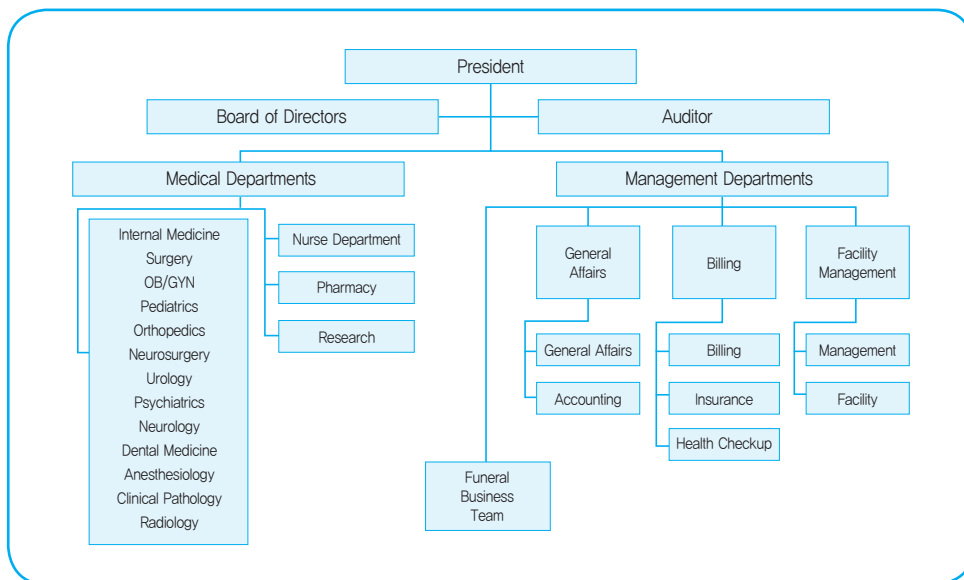 President
Board of Directors
Auditor
Medical Departments
Management Departments
Internal Medicine
Surgery
OB/GYN
Pediatrics
Orthopedics
Neurosurgery
Urology
Psychiatrics
Neurology
Dental Medicine
Anesthesiology
Clinical Pathology
Radiology
Nurse Department
Pharmacy
Research
General
Affairs
Billing
Facility
Management
General Affairs
Accounting
Billing
Insurance
Health Checkup
Management
Facility
Funeral
Business
Team